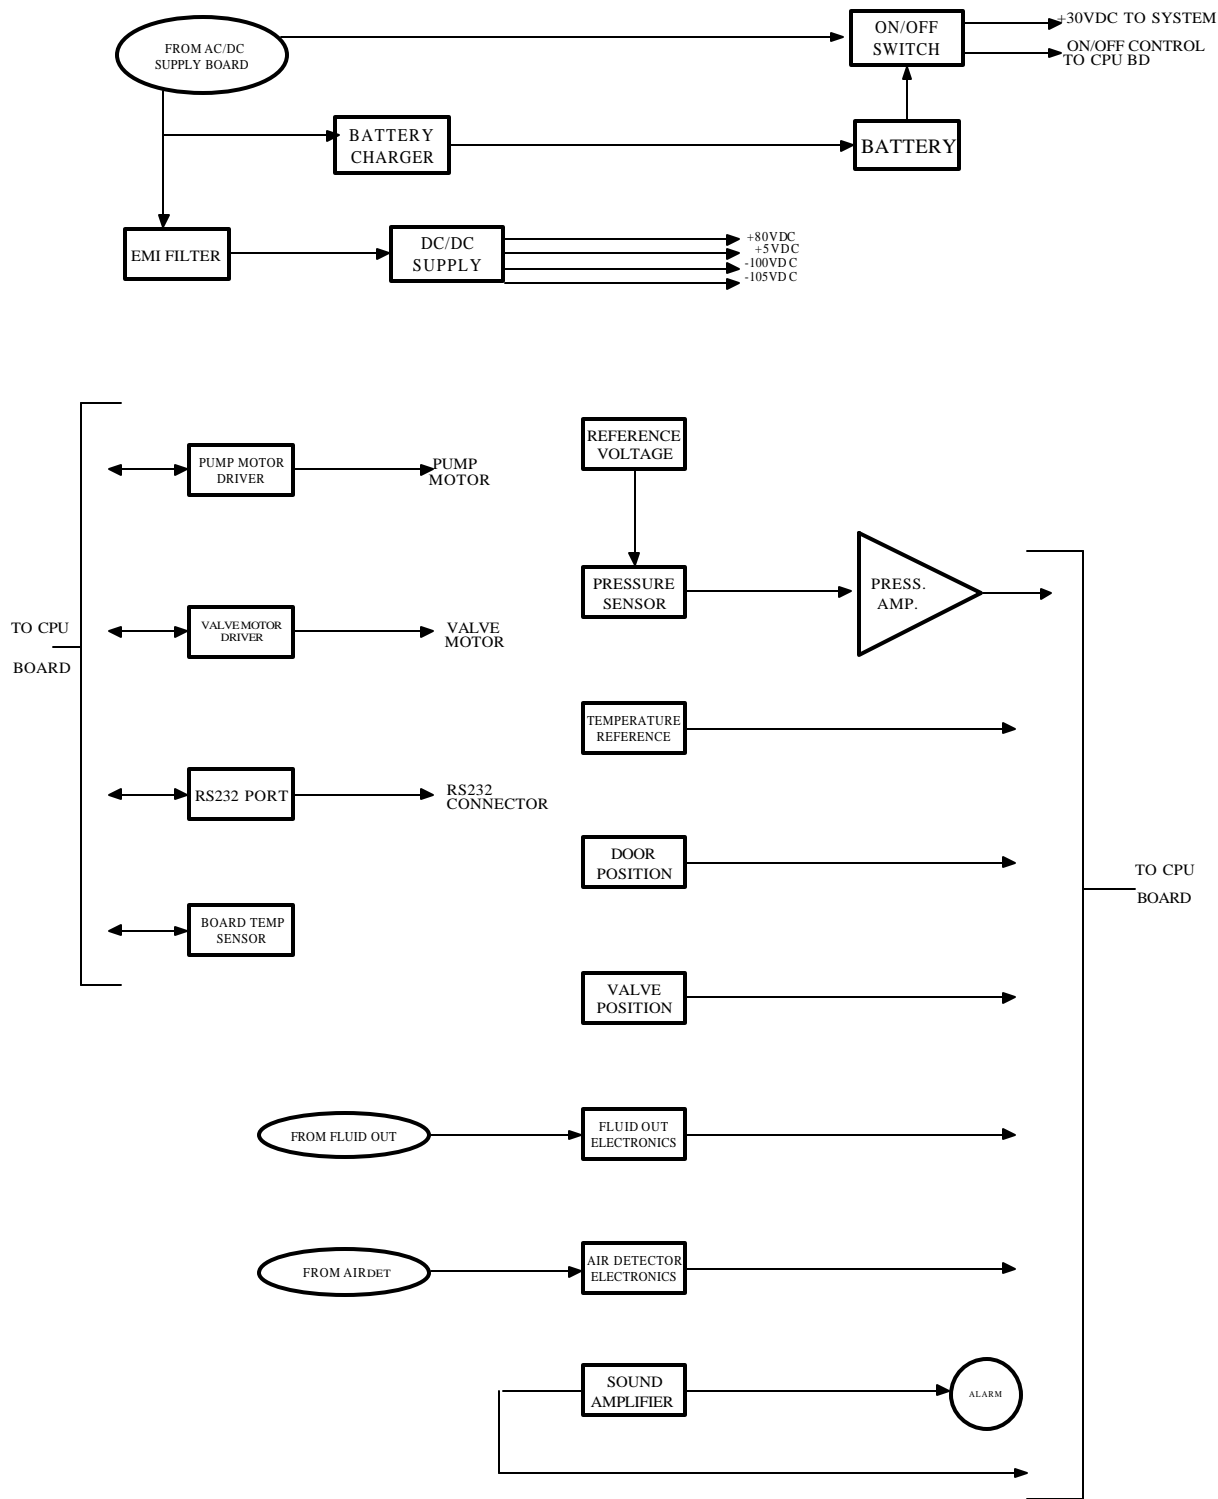 FROM AC/DC
SUPPLY BOARD
ON/OFF
SWITCH
+30VDC TO SYSTEM
ON/OFF CONTROL
TO CPU BD
BATTERY
CHARGER
BATTERY
EMI FILTER
DC/DC
SUPPLY
+80VDC
+5VDC
-100VDC
-105VDC
REFERENCE
VOLTAGE
PUMP MOTOR
DRIVER
PUMP
MOTOR
PRESSURE
SENSOR
PRESS.
AMP.
TO CPU
BOARD
VALVE MOTOR
DRIVER
VALVE
MOTOR
TEMPERATURE
REFERENCE
RS232 PORT
RS232
CONNECTOR
DOOR
POSITION
TO CPU
BOARD
BOARD TEMP
SENSOR
VALVE
POSITION
FROM FLUID OUT
FLUID OUT
ELECTRONICS
FROM AIRDET
AIR DETECTOR
ELECTRONICS
SOUND
AMPLIFIER
ALARM